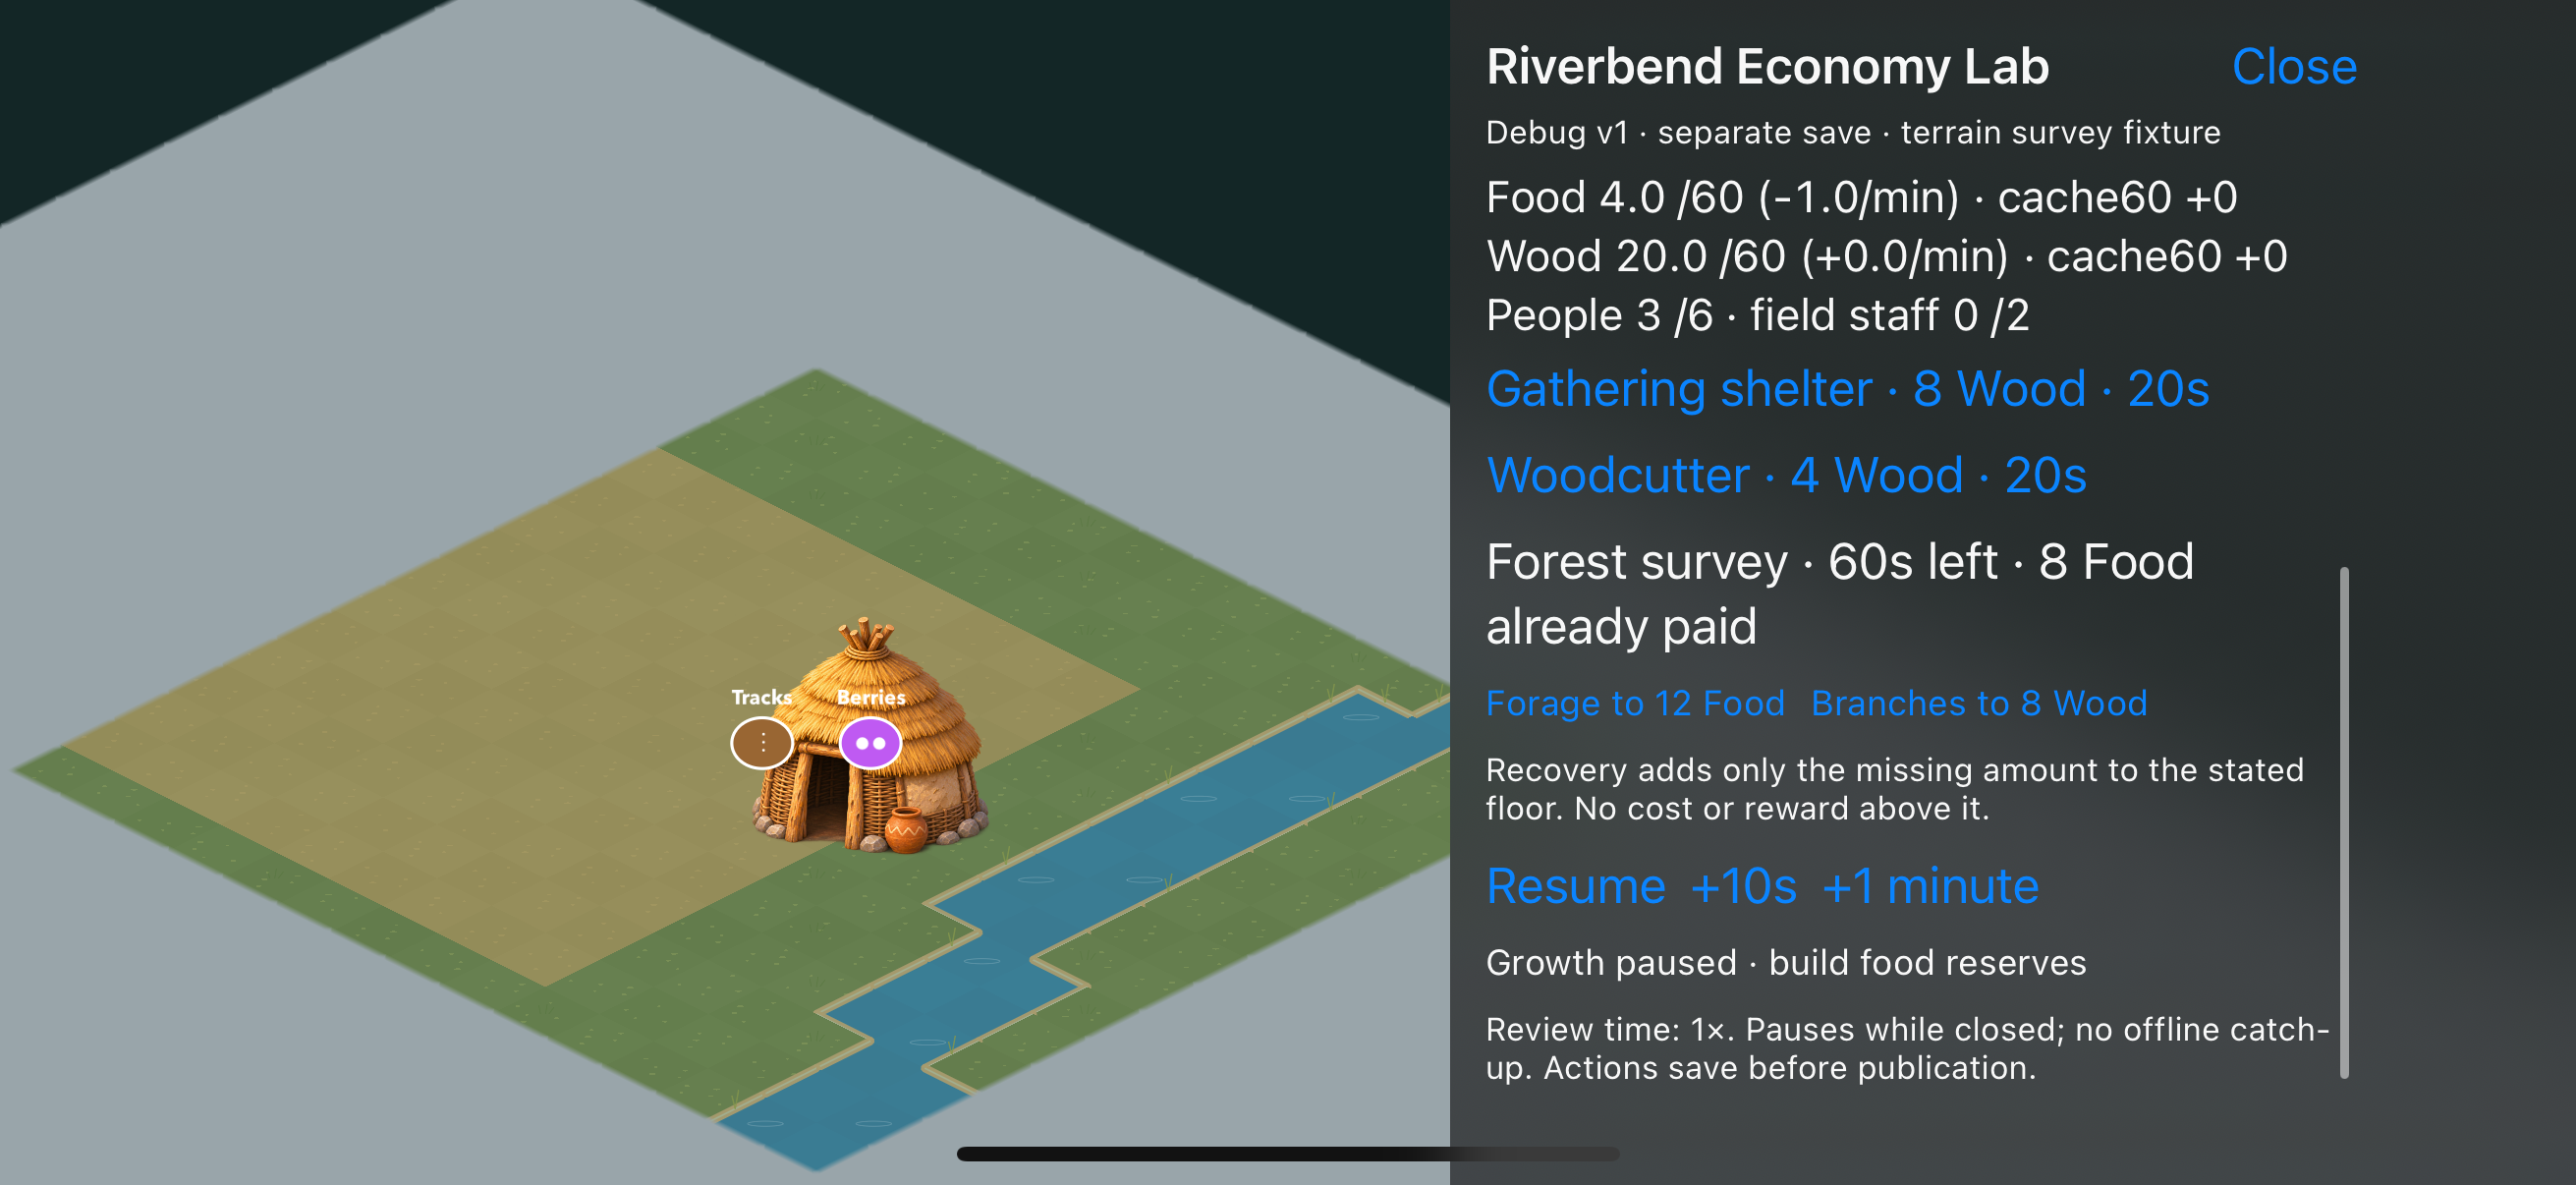 Riverbend Economy Lab
Close
Debug v1 · separate save · terrain survey fixture
Food 4.0 /60 (-1.0/min) · cache60 +0
Wood 20.0 /60 (+0.0/min) · cache60 +0
People 3 /6 · field staff 0 /2
Gathering shelter · 8 Wood · 20s
Woodcutter · 4 Wood · 20s
Forest survey · 60s left · 8 Food
already paid
Forage to 12 Food
Branches to 8 Wood
Recovery adds only the missing amount to the stated
floor. No cost or reward above it.
Resume +10s +1 minute
Growth paused · build food reserves
Review time: 1×. Pauses while closed; no offline catch-
up. Actions save before publication.
Tracks
Berries